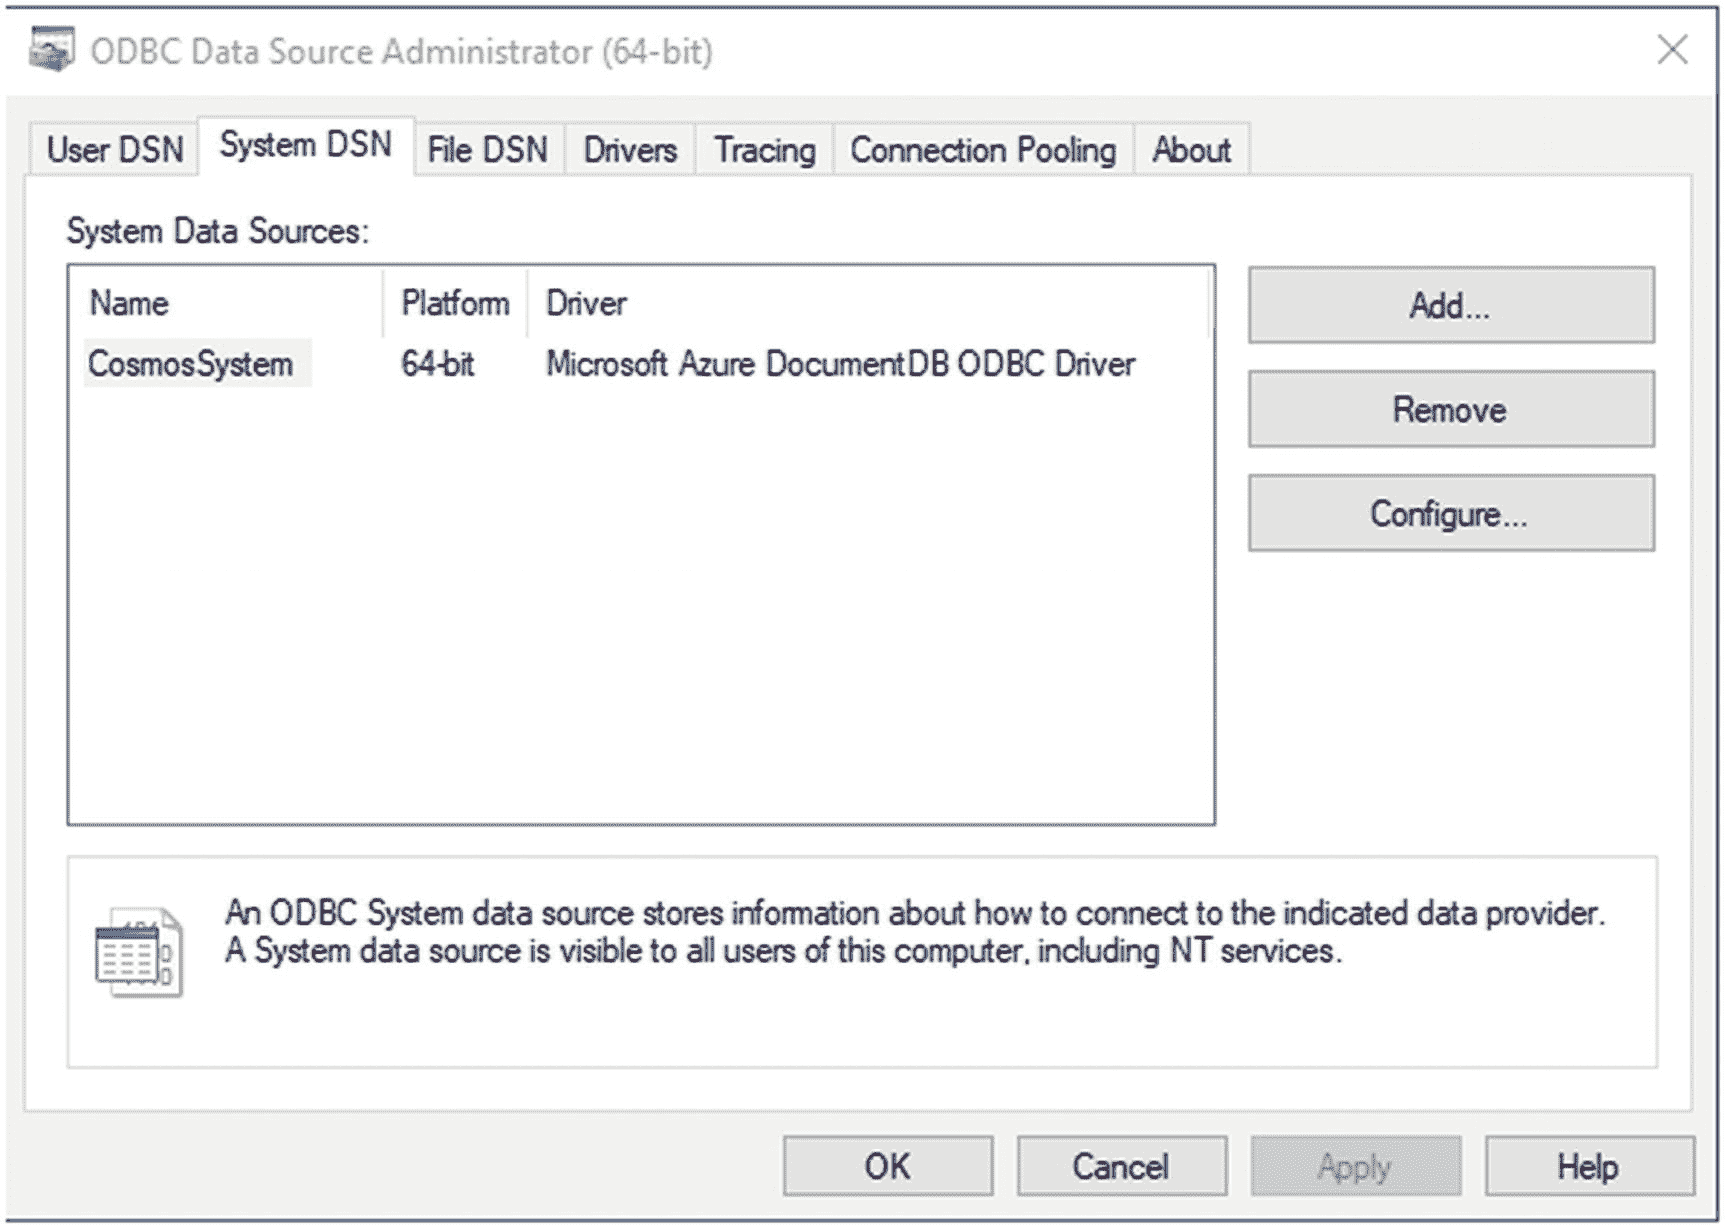 ODBC Data Source Administrator (64-bit)
User DSN System DSN File DSN Drivers Tracing Connection Pooling About
System Data Sources:
Name Platform Driver
CosmosSystem 64-bit Microsoft Azure DocumentDB ODBC Driver
Add...
Remove
Configure...
An ODBC System data source stores information about how to connect to the indicated data provider.
A System data source is visible to all users of this computer, including NT services.
OK Cancel Apply Help